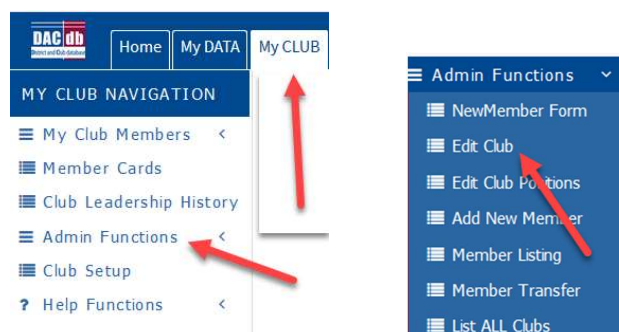 DACdb
District and Club database
Home
My DATA
My CLUB
MY CLUB NAVIGATION
My Club Members <
Member Cards
Club Leadership History
Admin Functions <
Club Setup
? Help Functions <
Admin Functions
NewMember Form
Edit Club
Edit Club
Add New Member
Member Listing
Member Transfer
List ALL Clubs